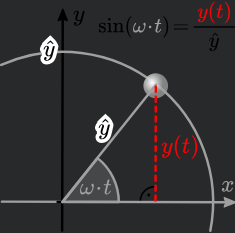 y
sin(ω·t) = y(t)/ŷ
ŷ
ŷ
y(t)
ω·t
x